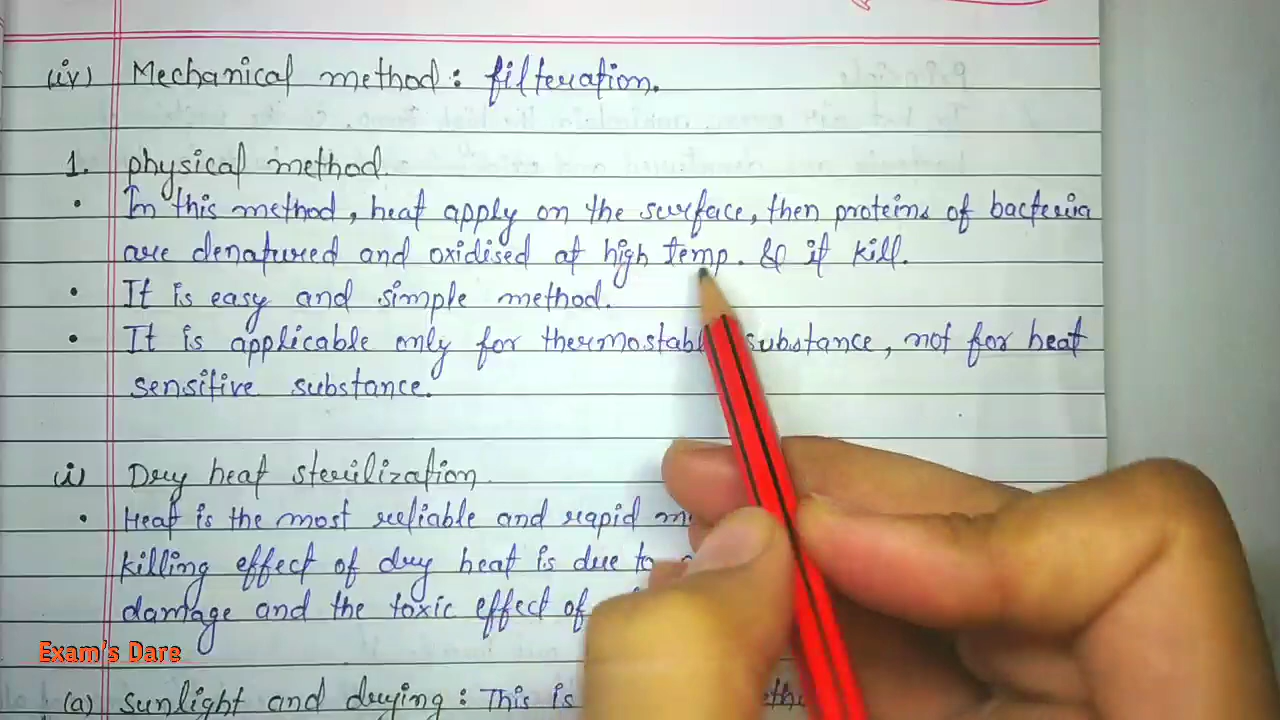 (iv) Mechanical method : filteration.
1. physical method
• In this method, heat apply on the surface, then proteins of bacteria
are denatured and oxidised at high temp. & it kill.
• It is easy and simple method.
• It is applicable only for thermostabl substance, not for heat
sensitive substance.
(i) Dry heat sterilization
• Heat is the most reliable and rapid
killing effect of dry heat is due to
damage and the toxic effect of
Exam's Dare
(a) sunlight and drying : This is